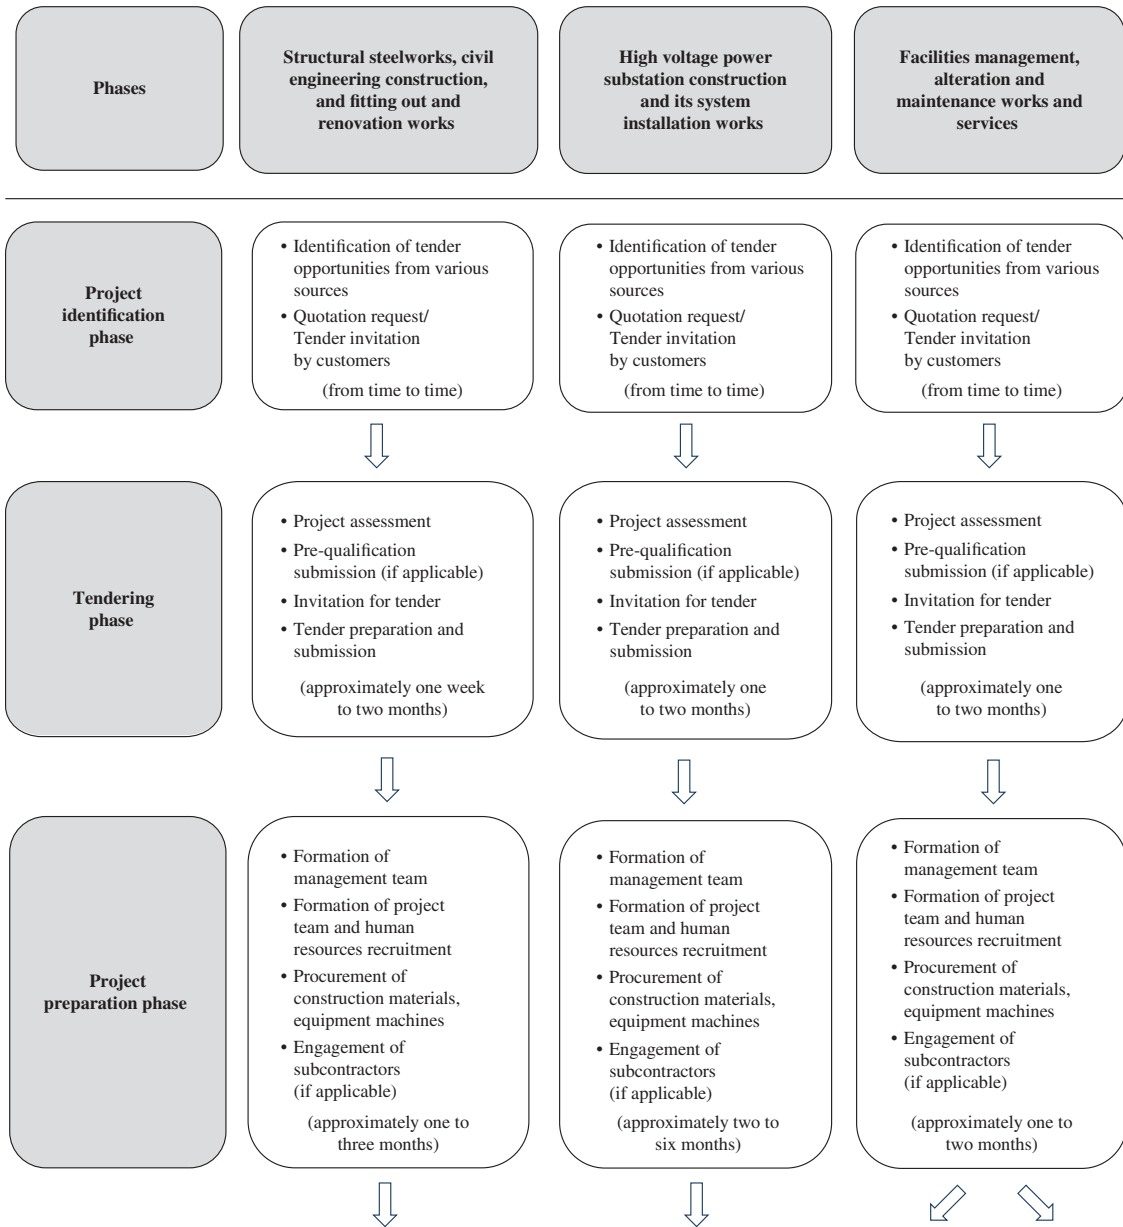 Phases
Structural steelworks, civil
engineering construction,
and fitting out and
renovation works
High voltage power
substation construction
and its system
installation works
Facilities management,
alteration and
maintenance works and
services
Project
identification
phase
• Identification of tender
opportunities from various
sources
• Quotation request/
Tender invitation
by customers
(from time to time)
• Identification of tender
opportunities from various
sources
• Quotation request/
Tender invitation
by customers
(from time to time)
• Identification of tender
opportunities from various
sources
• Quotation request/
Tender invitation
by customers
(from time to time)
Tendering
phase
• Project assessment
• Pre-qualification
submission (if applicable)
• Invitation for tender
• Tender preparation and
submission
(approximately one week
to two months)
• Project assessment
• Pre-qualification
submission (if applicable)
• Invitation for tender
• Tender preparation and
submission
(approximately one
to two months)
• Project assessment
• Pre-qualification
submission (if applicable)
• Invitation for tender
• Tender preparation and
submission
(approximately one
to two months)
Project
preparation phase
• Formation of
management team
• Formation of project
team and human
resources recruitment
• Procurement of
construction materials,
equipment machines
• Engagement of
subcontractors
(if applicable)
(approximately one to
three months)
• Formation of
management team
• Formation of project
team and human
resources recruitment
• Procurement of
construction materials,
equipment machines
• Engagement of
subcontractors
(if applicable)
(approximately two to
six months)
• Formation of
management team
• Formation of project
team and human
resources recruitment
• Procurement of
construction materials,
equipment machines
• Engagement of
subcontractors
(if applicable)
(approximately one to
two months)